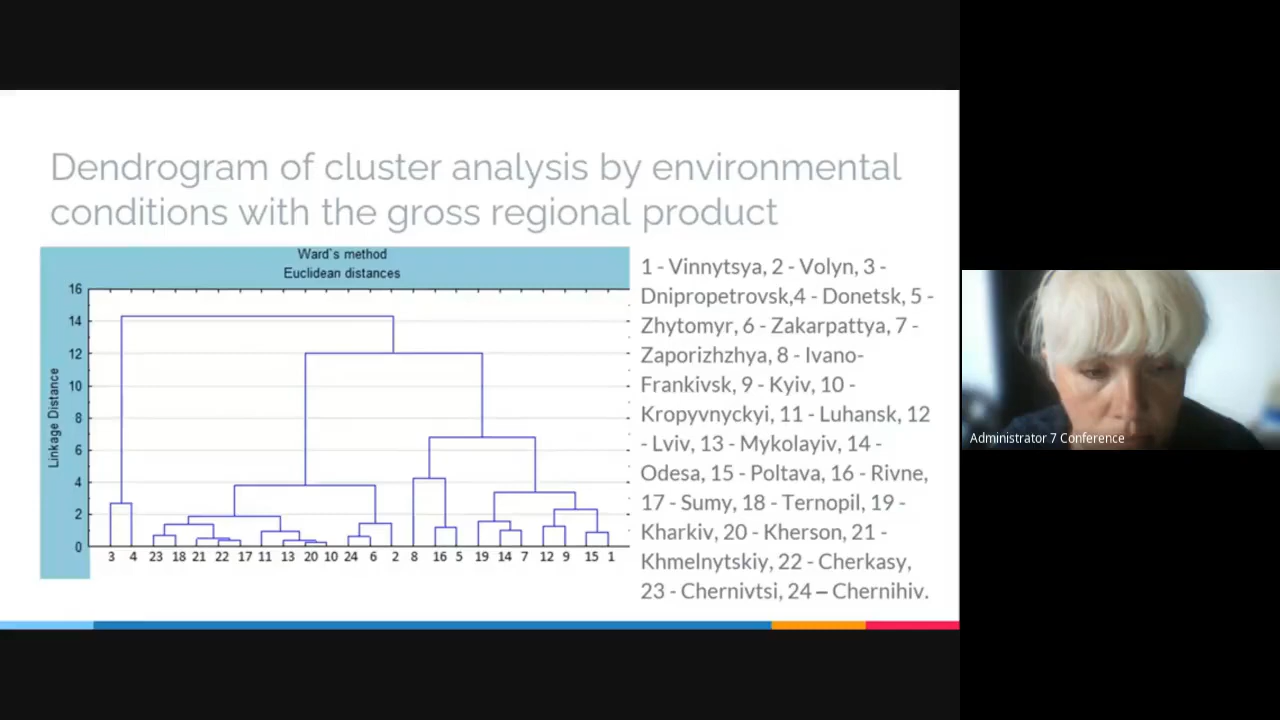 Dendrogram of cluster analysis by environmental
conditions with the gross regional product
Ward`s method
Euclidean distances
Linkage Distance
16
14
12
10
8
6
4
2
0
3 4 23 18 21 22 17 11 13 20 10 24 6 2 8 16 5 19 14 7 12 9 15 1
1 - Vinnytsya, 2 - Volyn, 3 -
Dnipropetrovsk,4 - Donetsk, 5 -
Zhytomyr, 6 - Zakarpattya, 7 -
Zaporizhzhya, 8 - Ivano-
Frankivsk, 9 - Kyiv, 10 -
Kropyvnyckyi, 11 - Luhansk, 12
- Lviv, 13 - Mykolayiv, 14 -
Odesa, 15 - Poltava, 16 - Rivne,
17 - Sumy, 18 - Ternopil, 19 -
Kharkiv, 20 - Kherson, 21 -
Khmelnytskiy, 22 - Cherkasy,
23 - Chernivtsi, 24 – Chernihiv.
Administrator 7 Conference